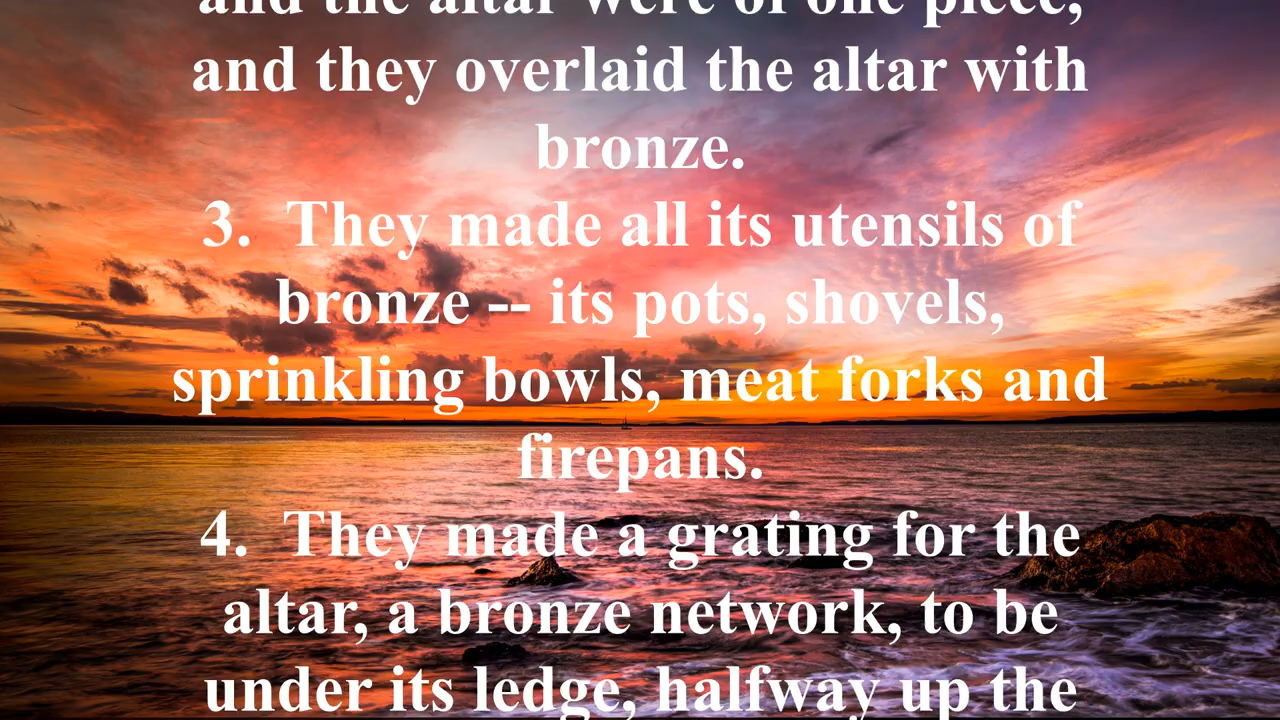 and the altar were of one piece,
and they overlaid the altar with
bronze.
3.  They made all its utensils of
bronze -- its pots, shovels,
sprinkling bowls, meat forks and
firepans.
4.  They made a grating for the
altar, a bronze network, to be
under its ledge, halfway up the